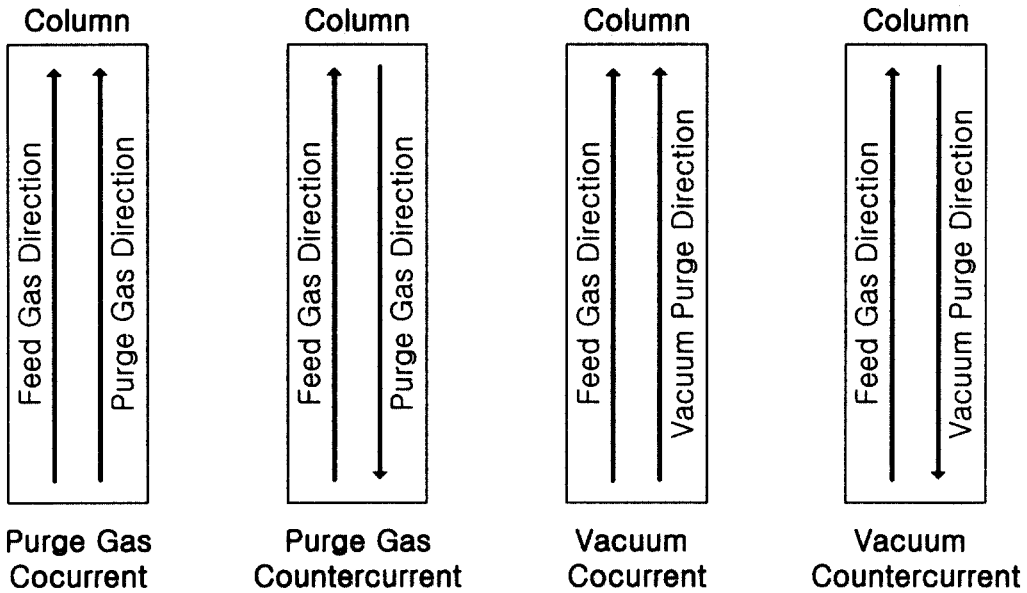 Column
Feed Gas Direction
Purge Gas Direction
Purge Gas
Cocurrent
Column
Feed Gas Direction
Purge Gas Direction
Purge Gas
Countercurrent
Column
Feed Gas Direction
Vacuum Purge Direction
Vacuum
Cocurrent
Column
Feed Gas Direction
Vacuum Purge Direction
Vacuum
Countercurrent